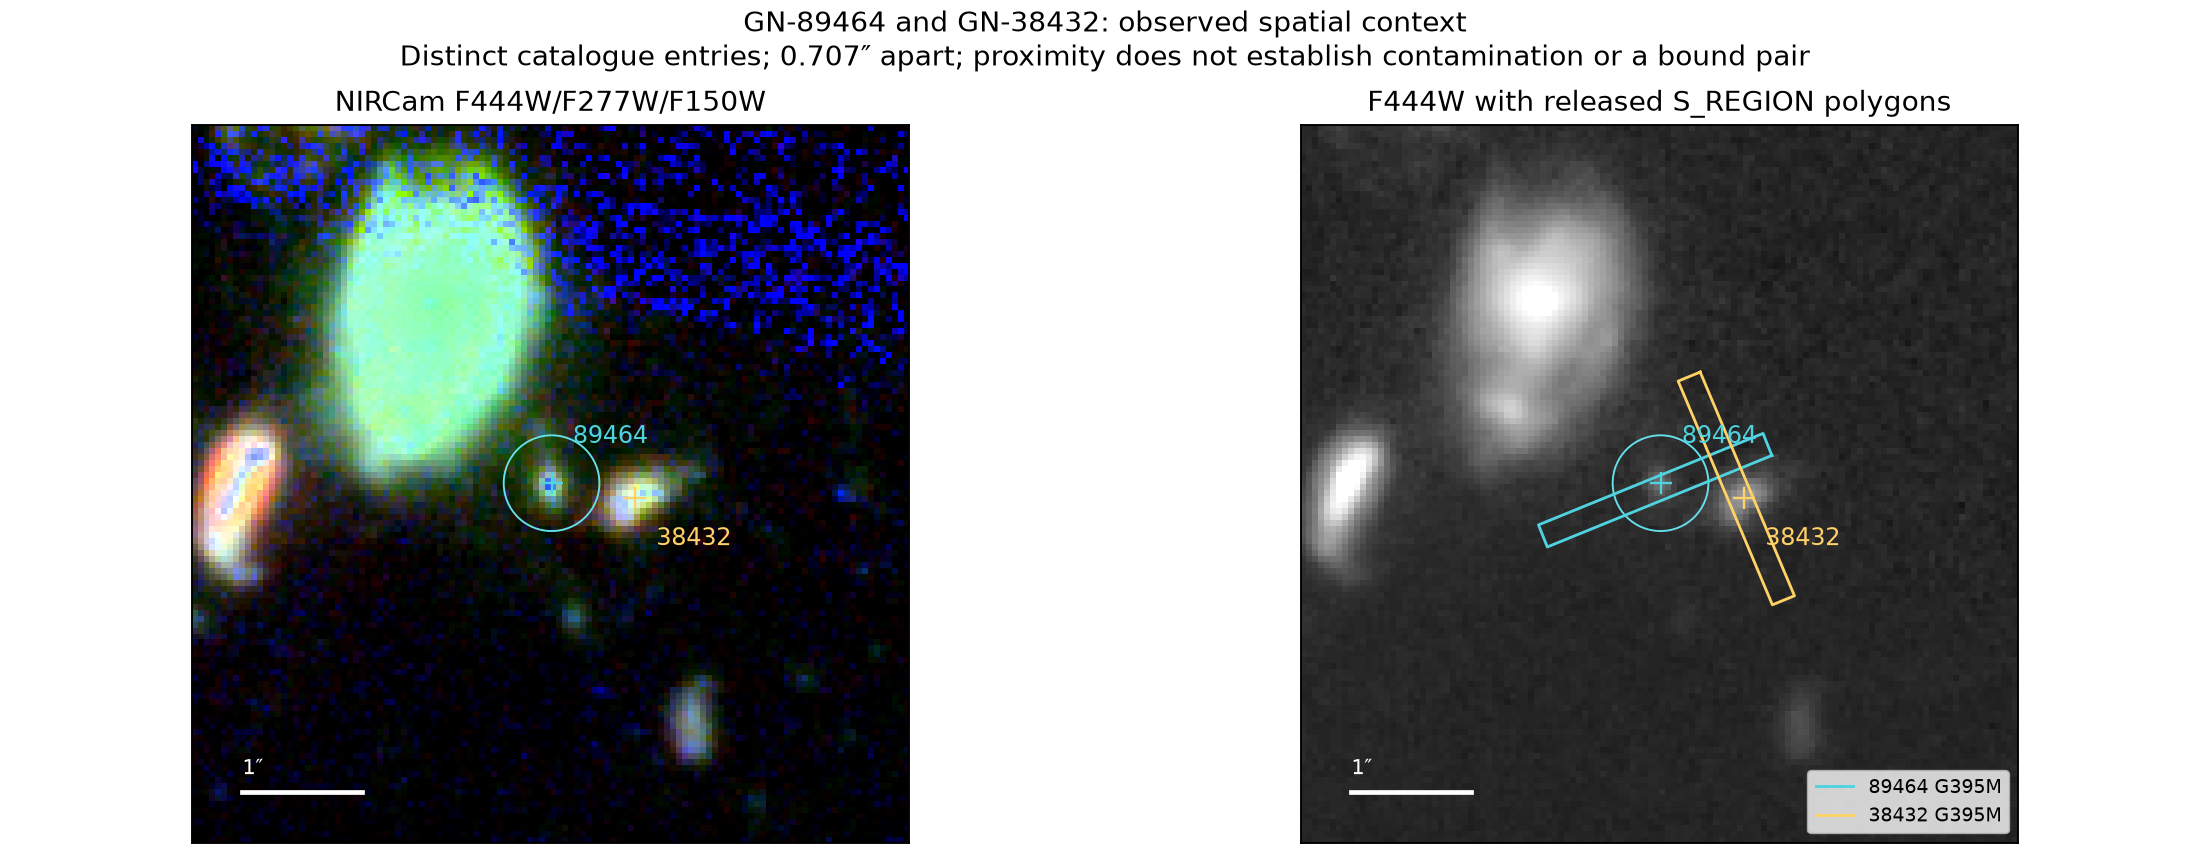 GN-89464 and GN-38432: observed spatial context
Distinct catalogue entries; 0.707″ apart; proximity does not establish contamination or a bound pair
NIRCam F444W/F277W/F150W
89464
38432
1″
F444W with released S_REGION polygons
89464
38432
1″
89464 G395M
38432 G395M